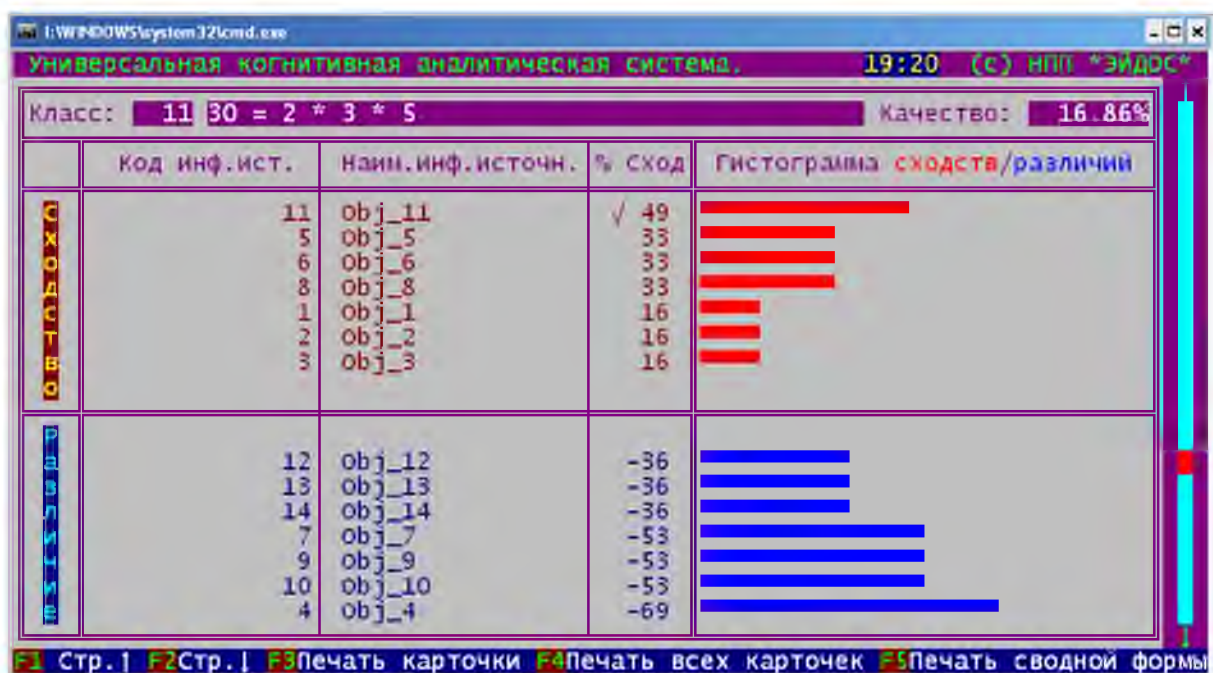 I:\WINDOWS\system32\cmd.exe
Универсальная когнитивная аналитическая система. 19:20 (C) НПП *ЭЙДОС*
Класс: 11 30 = 2 * 3 * 5 Качество: 16.86%
Код инф.ист. Наим.инф.источн. % Сход Гистограмма сходств/различий
Сходство
11 Obj_11 √ 49
5 Obj_5 33
6 Obj_6 33
8 Obj_8 33
1 Obj_1 16
2 Obj_2 16
3 Obj_3 16
Различие
12 Obj_12 -36
13 Obj_13 -36
14 Obj_14 -36
7 Obj_7 -53
9 Obj_9 -53
10 Obj_10 -53
4 Obj_4 -69
F1 Стр.↑ F2Стр.↓ F3Печать карточки F4Печать всех карточек F5Печать сводной формы